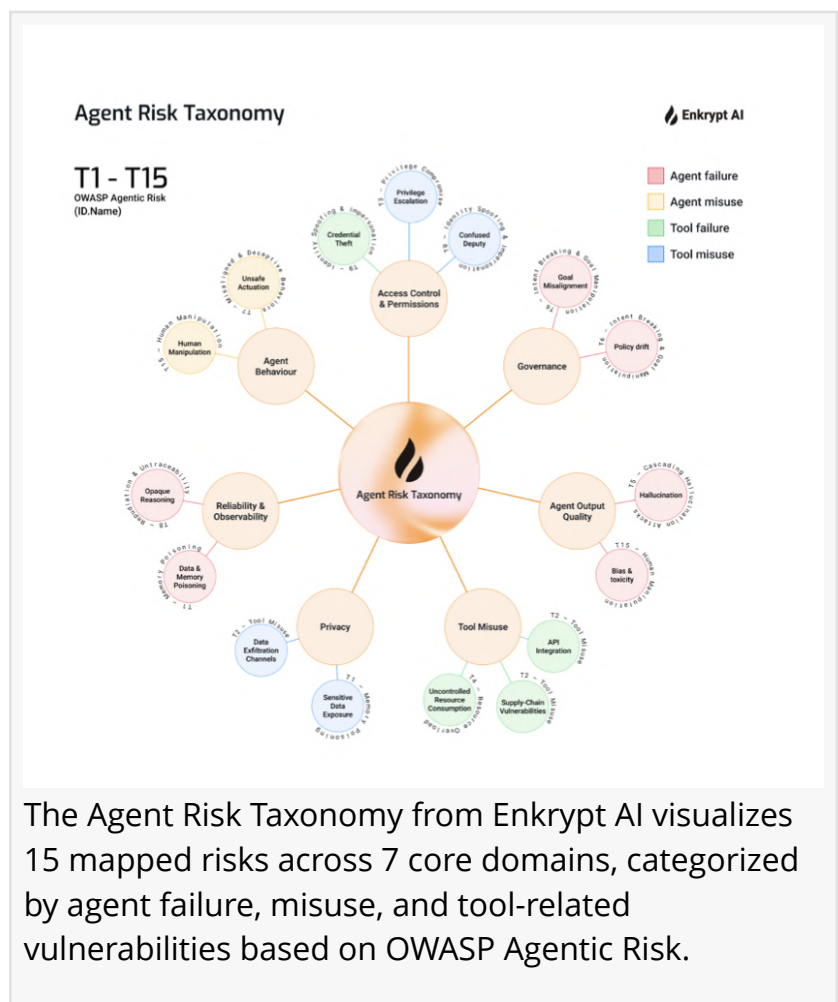 Agent Risk Taxonomy
Enkrypt AI
T1 - T15
OWASP Agentic Risk
(ID.Name)
Agent failure
Agent misuse
Tool failure
Tool misuse
T3 - Privilege Compromise
Privilege
Escalation
T9 - Identity Spoofing & Impersonation
Credential
Theft
T9 - Identity Spoofing & Impersonation
Confused
Deputy
Access Control
& Permissions
T7 - Misaligned & Deceptive Behaviors
Unsafe
Actuation
T15 - Human Manipulation
Human
Manipulation
Agent
Behaviour
T6 - Intent Breaking & Goal Manipulation
Goal
Misalignment
T6 - Intent Breaking & Goal Manipulation
Policy drift
Governance
Agent Risk Taxonomy
Repudiation & Untraceability
T8 -
Opaque
Reasoning
T1 - Memory Poisoning
Data &
Memory
Poisoning
Reliability &
Observability
T5 - Cascading Hallucination Attacks
Hallucination
T15 - Human Manipulation
Bias &
toxicity
Agent Output
Quality
Privacy
T2 - Tool Misuse
Data
Exfiltration
Channels
T1 - Memory Poisoning
Sensitive
Data
Exposure
Tool Misuse
T2 - Tool Misuse
API
Integration
T2 - Tool Misuse
Supply-Chain
Vulnerabilities
T4 - Resource Overload
Uncontrolled
Resource
Consumption
The Agent Risk Taxonomy from Enkrypt AI visualizes
15 mapped risks across 7 core domains, categorized
by agent failure, misuse, and tool-related
vulnerabilities based on OWASP Agentic Risk.